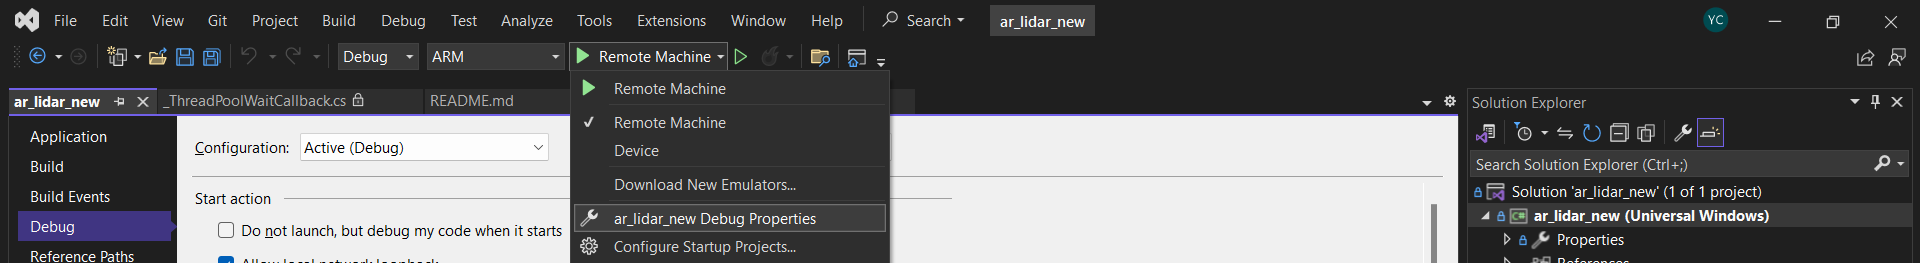 File Edit View Git Project Build Debug Test Analyze Tools Extensions Window Help Search ar_lidar_new YC
Debug ARM Remote Machine
ar_lidar_new _ThreadPoolWaitCallback.cs README.md
Remote Machine
Remote Machine
Device
Download New Emulators...
ar_lidar_new Debug Properties
Configure Startup Projects...
Application
Build
Build Events
Debug
Reference Paths
Configuration: Active (Debug)
Start action
Do not launch, but debug my code when it starts
Allow local network loopback
Solution Explorer
Search Solution Explorer (Ctrl+;)
Solution 'ar_lidar_new' (1 of 1 project)
ar_lidar_new (Universal Windows)
Properties
References